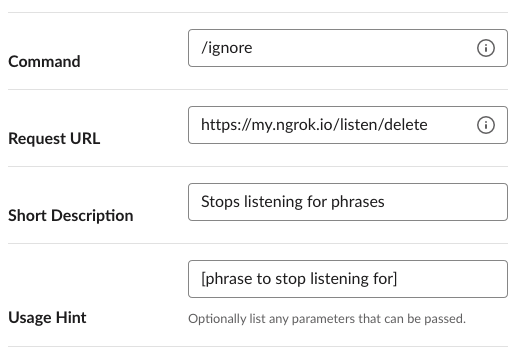 Command
/ignore
Request URL
https://my.ngrok.io/listen/delete
Short Description
Stops listening for phrases
Usage Hint
[phrase to stop listening for]
Optionally list any parameters that can be passed.